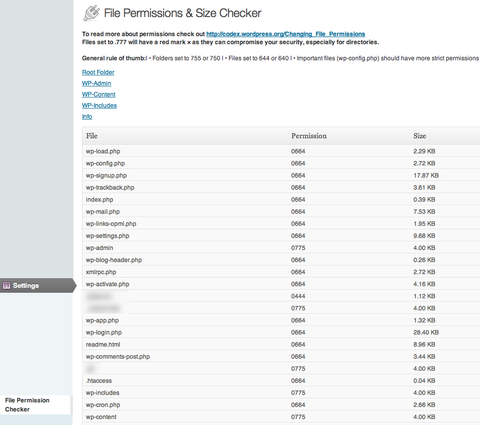 File Permissions & Size Checker
To read more about permissions check out http://codex.wordpress.org/Changing_File_Permissions
Files set to .777 will have a red mark × as they can compromise your security, especially for directories.
General rule of thumb:l • Folders set to 755 or 750 l • Files set to 644 or 640 l • Important files (wp-config.php) should have more strict permissions
Root Folder
WP-Admin
WP-Content
WP-Includes
Info
File Permission Size
wp-load.php 0664 2.29 KB
wp-config.php 0664 2.72 KB
wp-signup.php 0664 17.87 KB
wp-trackback.php 0664 3.61 KB
index.php 0664 0.39 KB
wp-mail.php 0664 7.53 KB
wp-links-opml.php 0664 1.95 KB
wp-settings.php 0664 9.68 KB
wp-admin 0775 4.00 KB
wp-blog-header.php 0664 0.26 KB
xmlrpc.php 0664 2.72 KB
wp-activate.php 0664 4.16 KB
Settings
0444 1.12 KB
0775 4.00 KB
wp-app.php 0664 1.32 KB
wp-login.php 0664 28.40 KB
readme.html 0664 8.96 KB
wp-comments-post.php 0664 3.44 KB
0775 4.00 KB
.htaccess 0664 0.04 KB
wp-includes 0775 4.00 KB
wp-cron.php 0664 2.66 KB
wp-content 0775 4.00 KB
File Permission
Checker